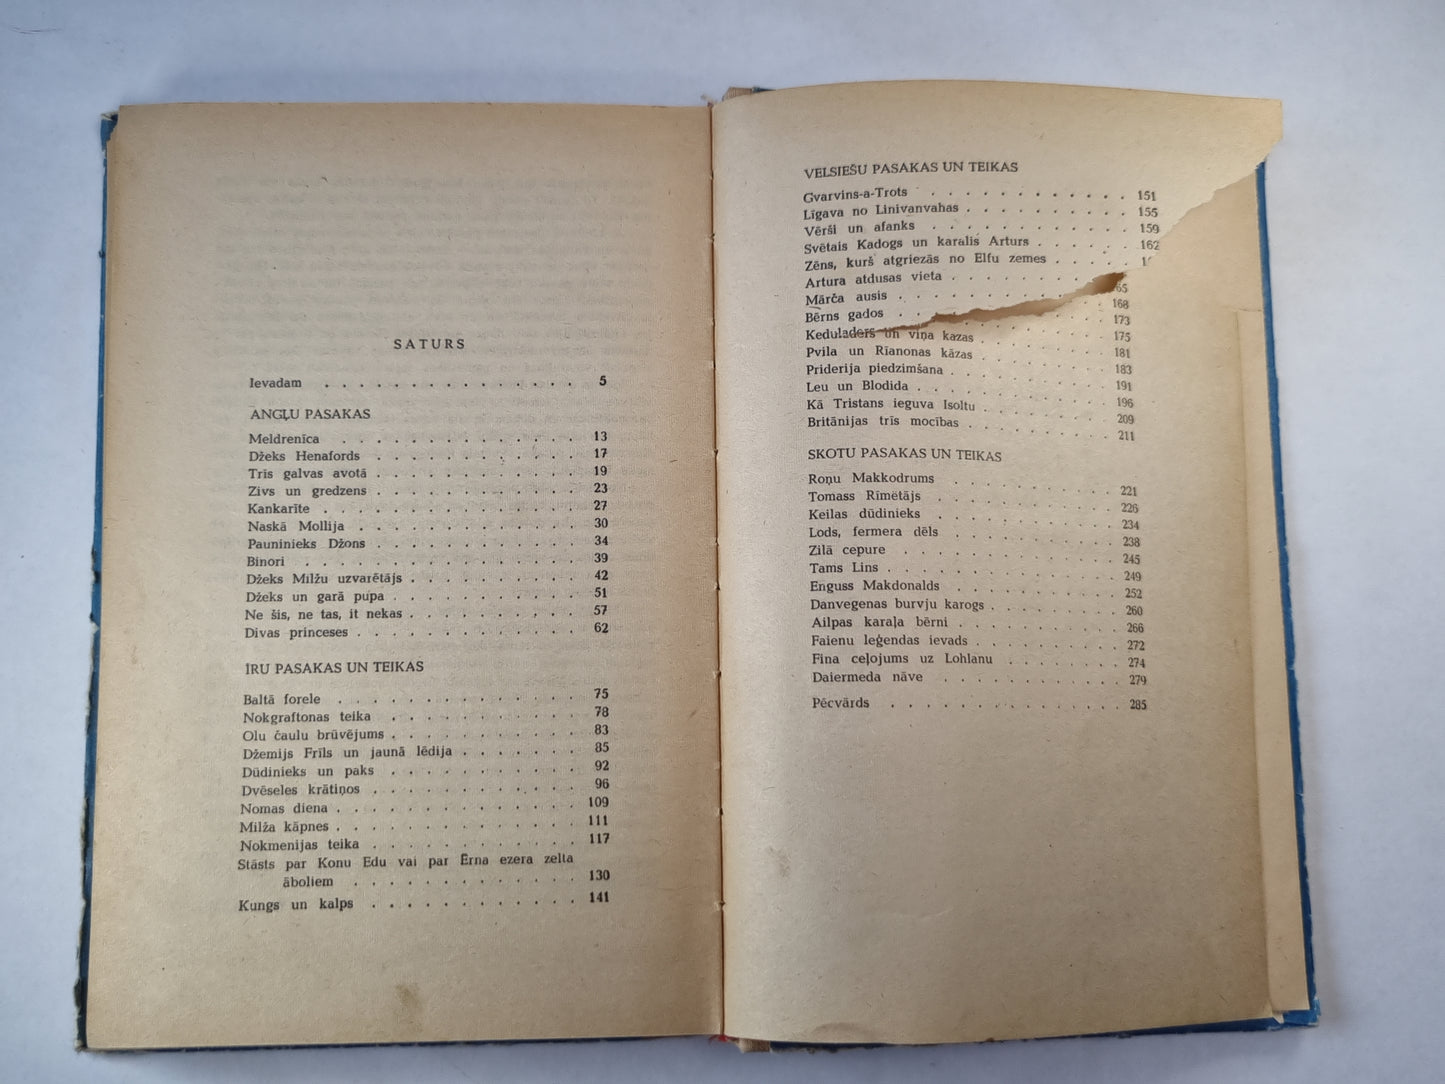 SATURS
Ievadam . . . . . . . . . . . . . . 5
ANGĻU PASAKAS
Meldrenīca . . . . . . . . . . . . . 13
Džeks Henafords . . . . . . . . . . . 17
Trīs galvas avotā . . . . . . . . . . . 19
Zivs un gredzens . . . . . . . . . . . 23
Kankarīte . . . . . . . . . . . . . . 27
Naskā Mollija . . . . . . . . . . . . 30
Pauninieks Džons . . . . . . . . . . . 34
Binori . . . . . . . . . . . . . . . 39
Džeks Milžu uzvarētājs . . . . . . . . . 42
Džeks un garā pupa . . . . . . . . . . 51
Ne šis, ne tas, it nekas . . . . . . . . . 57
Divas princeses . . . . . . . . . . . . 62
ĪRU PASAKAS UN TEIKAS
Baltā forele . . . . . . . . . . . . . 75
Nokgraftonas teika . . . . . . . . . . . 78
Olu čaulu brūvējums . . . . . . . . . . 83
Džemijs Frīls un jaunā lēdija . . . . . . . 85
Dūdinieks un paks . . . . . . . . . . . 92
Dvēseles krātiņos . . . . . . . . . . . 96
Nomas diena . . . . . . . . . . . . . 109
Milža kāpnes . . . . . . . . . . . . . 111
Nokmenijas teika . . . . . . . . . . . . 117
Stāsts par Konu Edu vai par Ērna ezera zelta
āboliem . . . . . . . . . . . . 130
Kungs un kalps . . . . . . . . . . . . 141
VELSIEŠU PASAKAS UN TEIKAS
Gvarvins-a-Trots . . . . . . . . . . . 151
Līgava no Linivanvahas . . . . . . . . . 155
Vērši un afanks . . . . . . . . . . . 159
Svētais Kadogs un karalis Arturs . . . . . 162
Zēns, kurš atgriezās no Elfu zemes . . . . . 165
Artura atdusas vieta . . . . . . . . . . 168
Mārča ausis . . . . . . . . . . . . . 173
Bērns gados . . . . . . . . . . . . . 175
Keduladers un viņa kazas . . . . . . . . 181
Pvila un Rīanonas kāzas . . . . . . . . . 183
Priderija piedzimšana . . . . . . . . . . 191
Leu un Blodida . . . . . . . . . . . . 196
Kā Tristans ieguva Isoltu . . . . . . . . 209
Britānijas trīs mocības . . . . . . . . . 211
SKOTU PASAKAS UN TEIKAS
Roņu Makkodrums . . . . . . . . . . . 221
Tomass Rīmētājs . . . . . . . . . . . 226
Keilas dūdinieks . . . . . . . . . . . 234
Lods, fermera dēls . . . . . . . . . . 238
Zilā cepure . . . . . . . . . . . . . 245
Tams Lins . . . . . . . . . . . . . . 249
Enguss Makdonalds . . . . . . . . . . 252
Danvegenas burvju karogs . . . . . . . . 260
Ailpas karaļa bērni . . . . . . . . . . 266
Faienu leģendas ievads . . . . . . . . . 272
Fina ceļojums uz Lohlanu . . . . . . . . 274
Daiermeda nāve . . . . . . . . . . . . 279
Pēcvārds . . . . . . . . . . . . . . 285